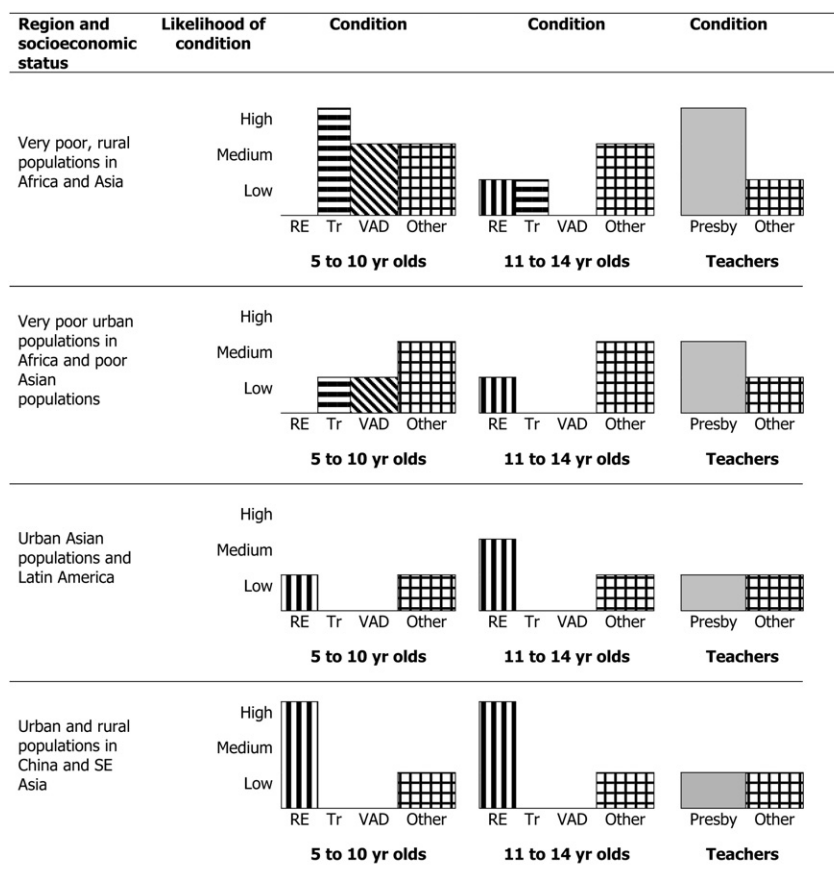 Region and
socioeconomic
status
Likelihood of
condition
Condition
Condition
Condition
Very poor, rural
populations in
Africa and Asia
High
Medium
Low
RE Tr VAD Other
RE Tr VAD Other
Presby Other
5 to 10 yr olds
11 to 14 yr olds
Teachers
Very poor urban
populations in
Africa and poor
Asian
populations
High
Medium
Low
RE Tr VAD Other
RE Tr VAD Other
Presby Other
5 to 10 yr olds
11 to 14 yr olds
Teachers
Urban Asian
populations and
Latin America
High
Medium
Low
RE Tr VAD Other
RE Tr VAD Other
Presby Other
5 to 10 yr olds
11 to 14 yr olds
Teachers
Urban and rural
populations in
China and SE
Asia
High
Medium
Low
RE Tr VAD Other
RE Tr VAD Other
Presby Other
5 to 10 yr olds
11 to 14 yr olds
Teachers